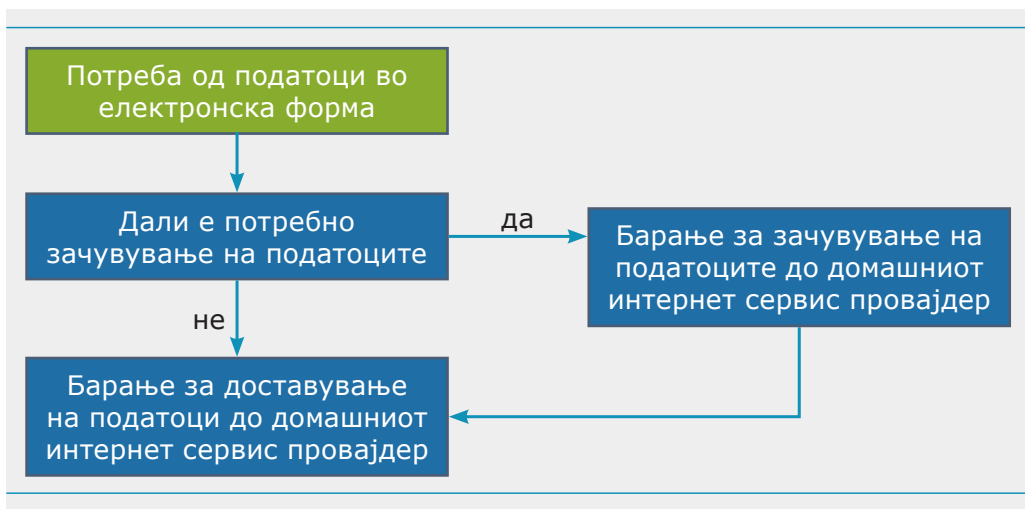 Потреба од податоци во
електронска форма
Дали е потребно
зачувување на податоците
да
Барање за зачувување на
податоците до домашниот
интернет сервис провајдер
не
Барање за доставување
на податоци до домашниот
интернет сервис провајдер